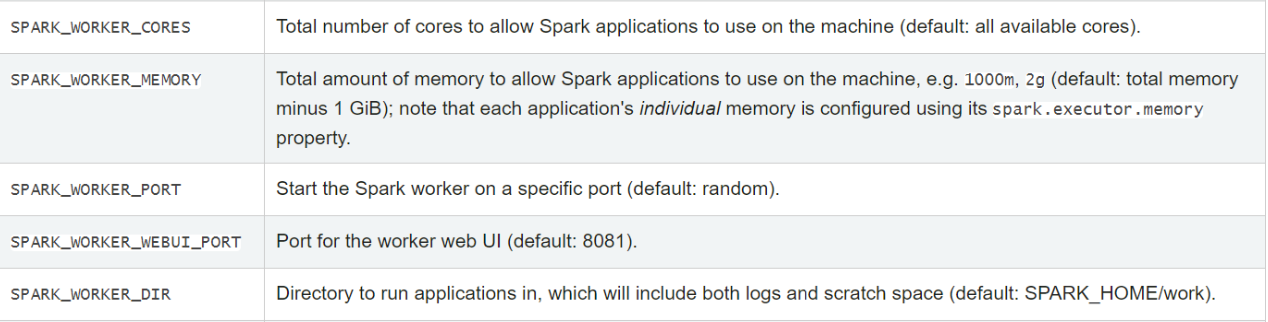 SPARK_WORKER_CORES Total number of cores to allow Spark applications to use on the machine (default: all available cores).
SPARK_WORKER_MEMORY Total amount of memory to allow Spark applications to use on the machine, e.g. 1000m, 2g (default: total memory
minus 1 GiB); note that each application's individual memory is configured using its spark.executor.memory
property.
SPARK_WORKER_PORT Start the Spark worker on a specific port (default: random).
SPARK_WORKER_WEBUI_PORT Port for the worker web UI (default: 8081).
SPARK_WORKER_DIR Directory to run applications in, which will include both logs and scratch space (default: SPARK_HOME/work).